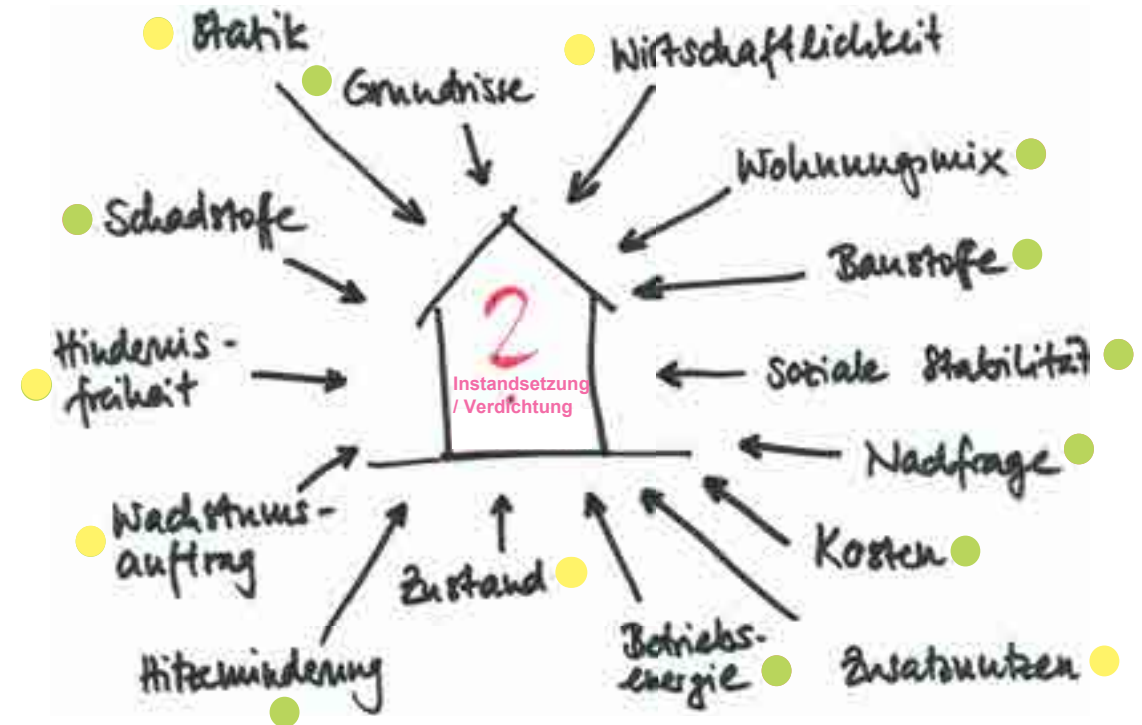 Statik
Wirtschaftlichkeit
Grundrisse
Wohnungsmix
Schadstoffe
Baustoffe
?
Hindernis-
freiheit
Soziale Stabilität
Instandsetzung
/ Verdichtung
Nachfrage
Wachstums-
auftrag
Kosten
Zustand
Hitzeminderung
Betriebs-
energie
Zusatznutzen